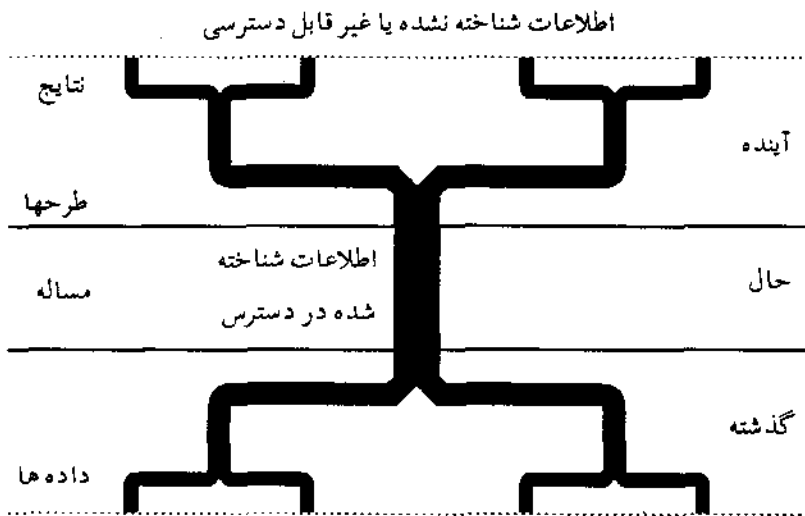 اطلاعات شناخته نشده یا غیر قابل دسترسی
نتایج
آینده
طرحها
اطلاعات شناخته
شده در دسترس
حال
مساله
گذشته
داده‌ها